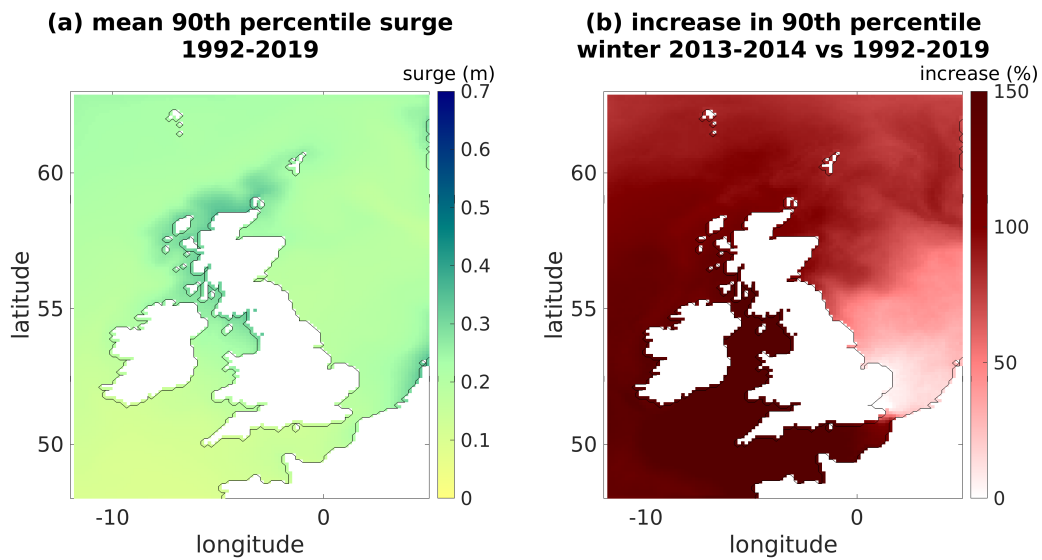 (a) mean 90th percentile surge
1992-2019
surge (m)
0.7
0.6
0.5
0.4
0.3
0.2
0.1
0
60
55
50
latitude
-10
0
longitude
(b) increase in 90th percentile
winter 2013-2014 vs 1992-2019
increase (%)
150
100
50
0
60
55
50
latitude
-10
0
longitude